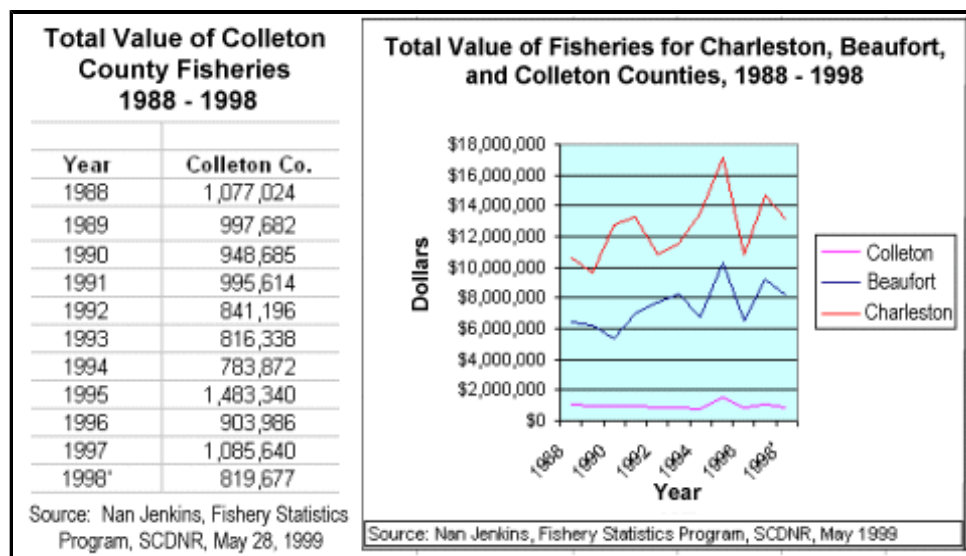 Total Value of Colleton
County Fisheries
1988 - 1998
Year Colleton Co.
1988 1,077,024
1989 997,682
1990 948,685
1991 995,614
1992 841,196
1993 816,338
1994 783,872
1995 1,483,340
1996 903,986
1997 1,085,640
1998* 819,677
Source: Nan Jenkins, Fishery Statistics
Program, SCDNR, May 28, 1999
Total Value of Fisheries for Charleston, Beaufort,
and Colleton Counties, 1988 - 1998
$18,000,000
$16,000,000
$14,000,000
$12,000,000
$10,000,000
$8,000,000
$6,000,000
$4,000,000
$2,000,000
$0
Dollars
1988 1990 1992 1994 1996 1998*
Year
Colleton
Beaufort
Charleston
Source: Nan Jenkins, Fishery Statistics Program, SCDNR, May 1999